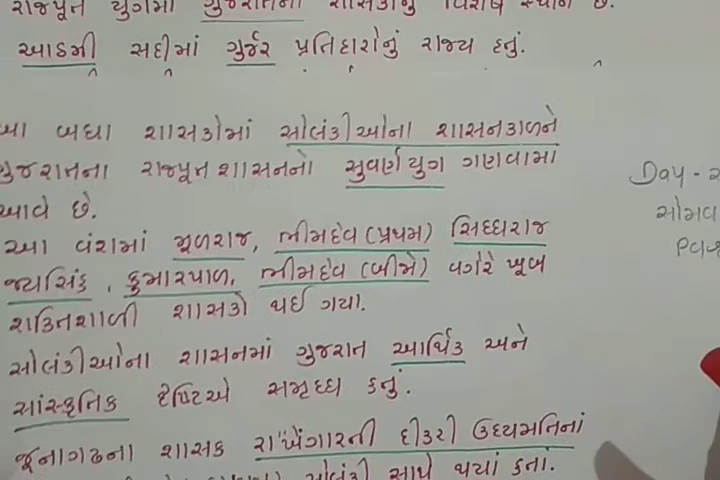 રાજપૂત યુગમાં ગુજરાતના શાસકોનું વિશેષ સ્થાન છે.
આઠમી સદીમાં ગુર્જર પ્રતિહારોનું રાજ્ય હતું.
આ બધા શાસકોમાં સોલંકીઓના શાસનકાળને
ગુજરાતના રાજપૂત શાસનનો સુવર્ણ યુગ ગણવામાં
આવે છે.
આ વંશમાં મૂળરાજ, ભીમદેવ (પ્રથમ) સિદ્ધરાજ
જયસિંહ, કુમારપાળ, ભીમદેવ (બીજો) વગેરે ખૂબ
શક્તિશાળી શાસકો થઈ ગયા.
સોલંકીઓના શાસનમાં ગુજરાત આર્થિક અને
સાંસ્કૃતિક દૃષ્ટિએ સમૃદ્ધ હતું.
જૂનાગઢના શાસક રા'ખેંગારની દીકરી ઉદયમતિનાં
સોલંકી સાથે થયાં હતાં.
Day - 2
સોમવા